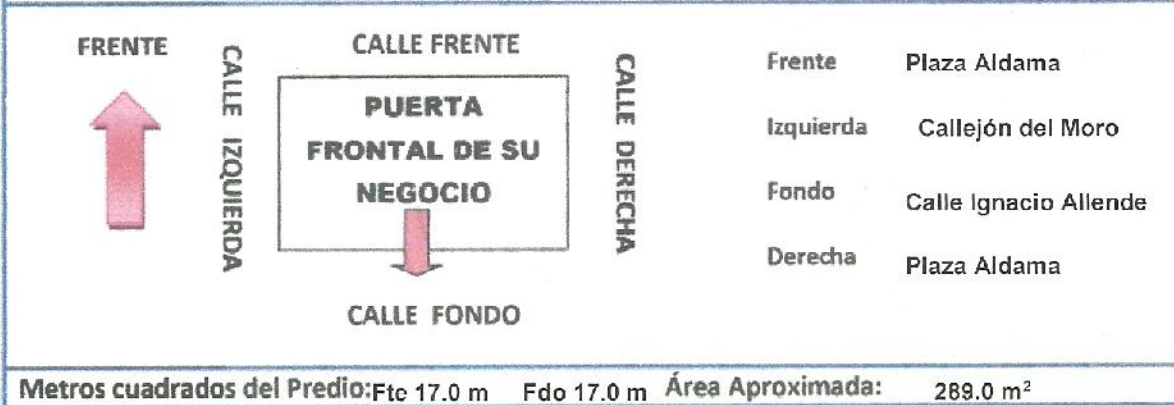 FRENTE
CALLE IZQUIERDA
CALLE FRENTE
PUERTA
FRONTAL DE SU
NEGOCIO
CALLE DERECHA
CALLE FONDO
Frente Plaza Aldama
Izquierda Callejón del Moro
Fondo Calle Ignacio Allende
Derecha Plaza Aldama
Metros cuadrados del Predio: Fte 17.0 m Fdo 17.0 m Área Aproximada: 289.0 m²